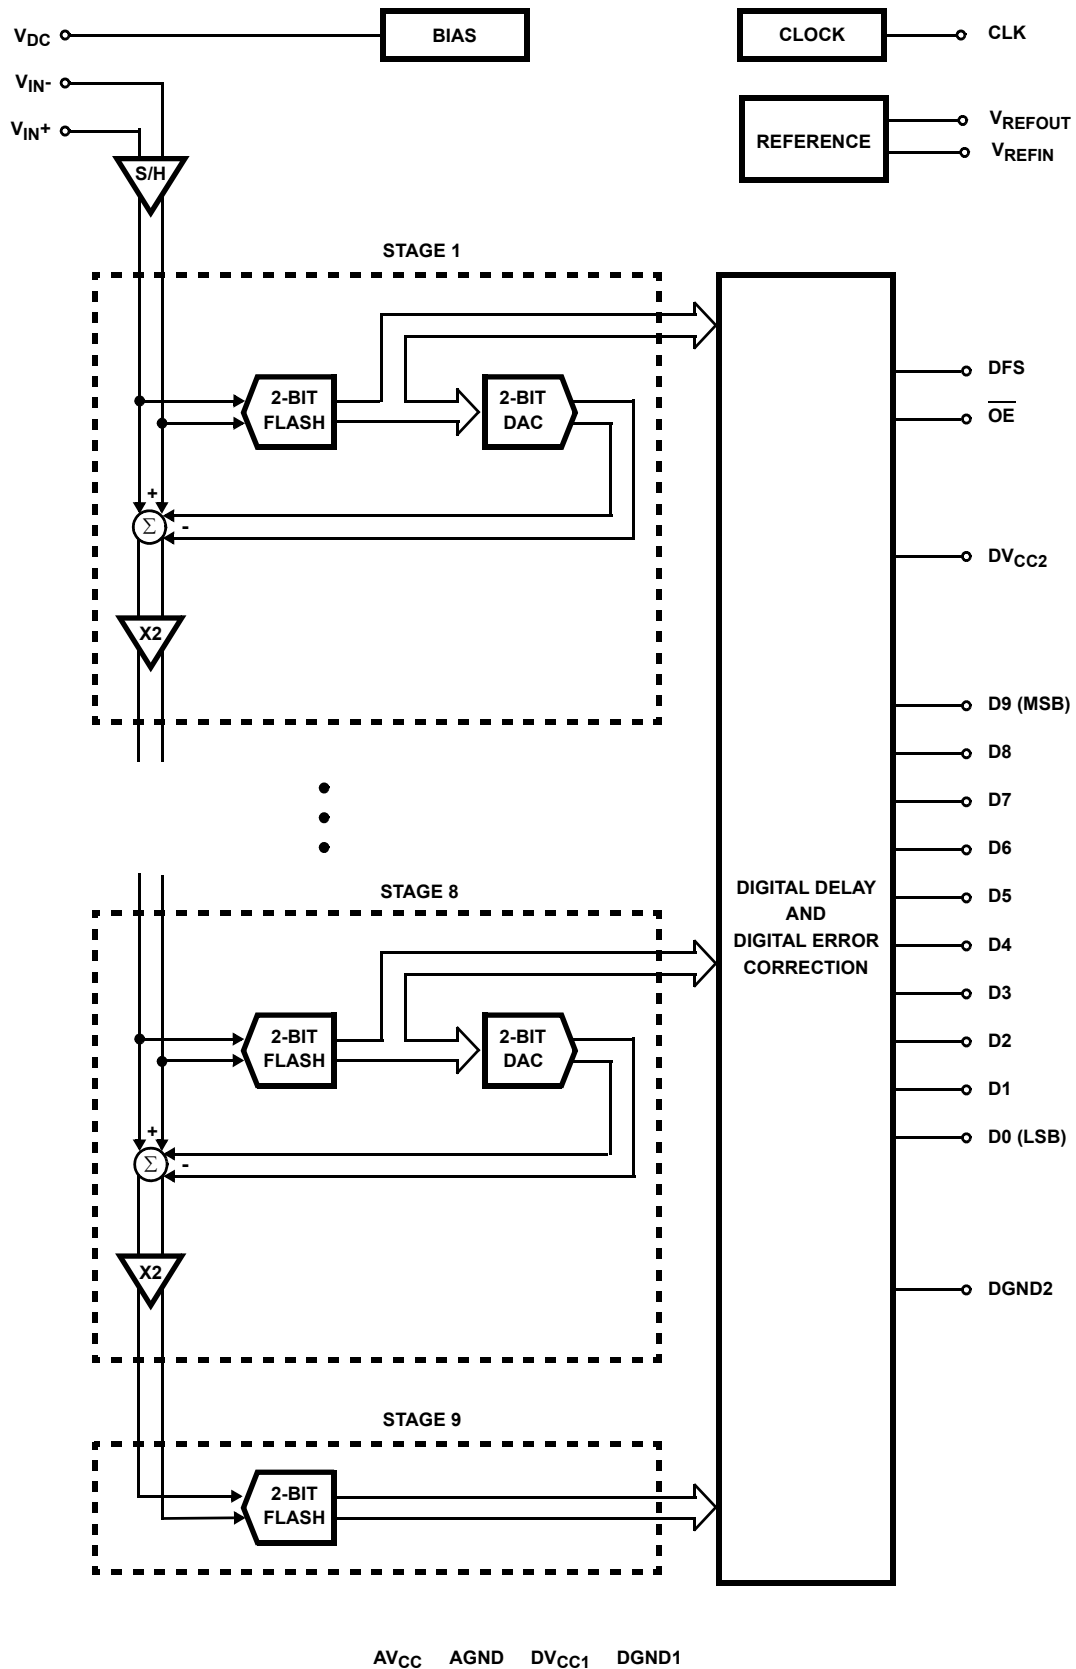 VDC
BIAS
CLOCK
CLK
VIN-
VIN+
S/H
REFERENCE
VREFOUT
VREFIN
STAGE 1
2-BIT
FLASH
2-BIT
DAC
+
Σ
-
X2
DFS
OE
DVCC2
D9 (MSB)
D8
D7
D6
D5
D4
D3
D2
D1
D0 (LSB)
DGND2
DIGITAL DELAY
AND
DIGITAL ERROR
CORRECTION
STAGE 8
2-BIT
FLASH
2-BIT
DAC
+
Σ
-
X2
STAGE 9
2-BIT
FLASH
AVCC AGND DVCC1 DGND1